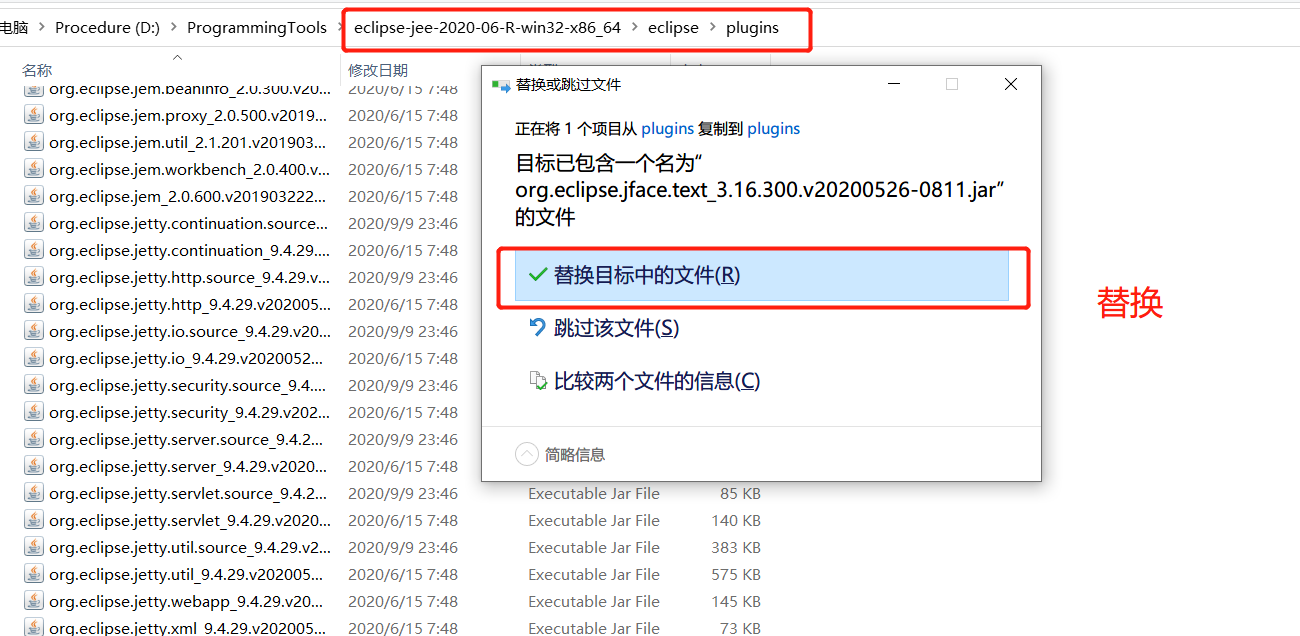 电脑 > Procedure (D:) > ProgrammingTools > eclipse-jee-2020-06-R-win32-x86_64 > eclipse > plugins
名称 修改日期
org.eclipse.jem.beaninfo_2.0.300.v20... 2020/6/15 7:48
org.eclipse.jem.proxy_2.0.500.v2019... 2020/6/15 7:48
org.eclipse.jem.util_2.1.201.v201903... 2020/6/15 7:48
org.eclipse.jem.workbench_2.0.400.v... 2020/6/15 7:48
org.eclipse.jem_2.0.600.v201903222... 2020/6/15 7:48
org.eclipse.jetty.continuation.source... 2020/9/9 23:46
org.eclipse.jetty.continuation_9.4.29.... 2020/6/15 7:48
org.eclipse.jetty.http.source_9.4.29.v... 2020/9/9 23:46
org.eclipse.jetty.http_9.4.29.v202005... 2020/6/15 7:48
org.eclipse.jetty.io.source_9.4.29.v20... 2020/9/9 23:46
org.eclipse.jetty.io_9.4.29.v2020052... 2020/6/15 7:48
org.eclipse.jetty.security.source_9.4.... 2020/9/9 23:46
org.eclipse.jetty.security_9.4.29.v202... 2020/6/15 7:48
org.eclipse.jetty.server.source_9.4.2... 2020/9/9 23:46
org.eclipse.jetty.server_9.4.29.v2020... 2020/6/15 7:48
org.eclipse.jetty.servlet.source_9.4.2... 2020/9/9 23:46 Executable Jar File 85 KB
org.eclipse.jetty.servlet_9.4.29.v2020... 2020/6/15 7:48 Executable Jar File 140 KB
org.eclipse.jetty.util.source_9.4.29.v2... 2020/9/9 23:46 Executable Jar File 383 KB
org.eclipse.jetty.util_9.4.29.v202005... 2020/6/15 7:48 Executable Jar File 575 KB
org.eclipse.jetty.webapp_9.4.29.v20... 2020/6/15 7:48 Executable Jar File 145 KB
org.eclipse.jetty.xml_9.4.29.v202005... 2020/6/15 7:48 Executable Jar File 73 KB
替换或跳过文件
正在将 1 个项目从 plugins 复制到 plugins
目标已包含一个名为“
org.eclipse.jface.text_3.16.300.v20200526-0811.jar”
的文件
替换目标中的文件(R)
跳过该文件(S)
比较两个文件的信息(C)
简略信息
替换